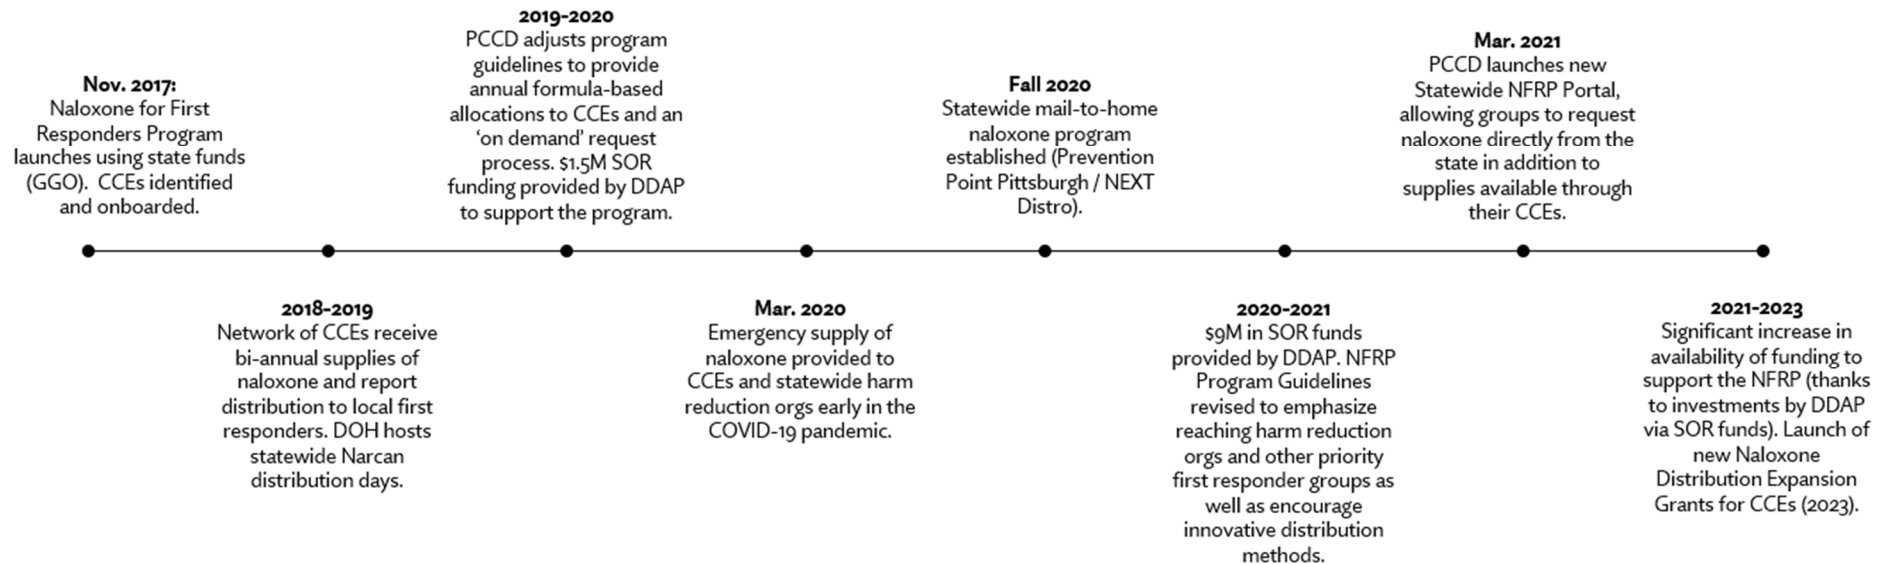 Nov. 2017:
Naloxone for First
Responders Program
launches using state funds
(GGO).  CCEs identified
and onboarded.
2018-2019
Network of CCEs receive
bi-annual supplies of
naloxone and report
distribution to local first
responders. DOH hosts
statewide Narcan
distribution days.
2019-2020
PCCD adjusts program
guidelines to provide
annual formula-based
allocations to CCEs and an
‘on demand’ request
process. $1.5M SOR
funding provided by DDAP
to support the program.
Mar. 2020
Emergency supply of
naloxone provided to
CCEs and statewide harm
reduction orgs early in the
COVID-19 pandemic.
Fall 2020
Statewide mail-to-home
naloxone program
established (Prevention
Point Pittsburgh / NEXT
Distro).
2020-2021
$9M in SOR funds
provided by DDAP. NFRP
Program Guidelines
revised to emphasize
reaching harm reduction
orgs and other priority
first responder groups as
well as encourage
innovative distribution
methods.
Mar. 2021
PCCD launches new
Statewide NFRP Portal,
allowing groups to request
naloxone directly from the
state in addition to
supplies available through
their CCEs.
2021-2023
Significant increase in
availability of funding to
support the NFRP (thanks
to investments by DDAP
via SOR funds). Launch of
new Naloxone
Distribution Expansion
Grants for CCEs (2023).